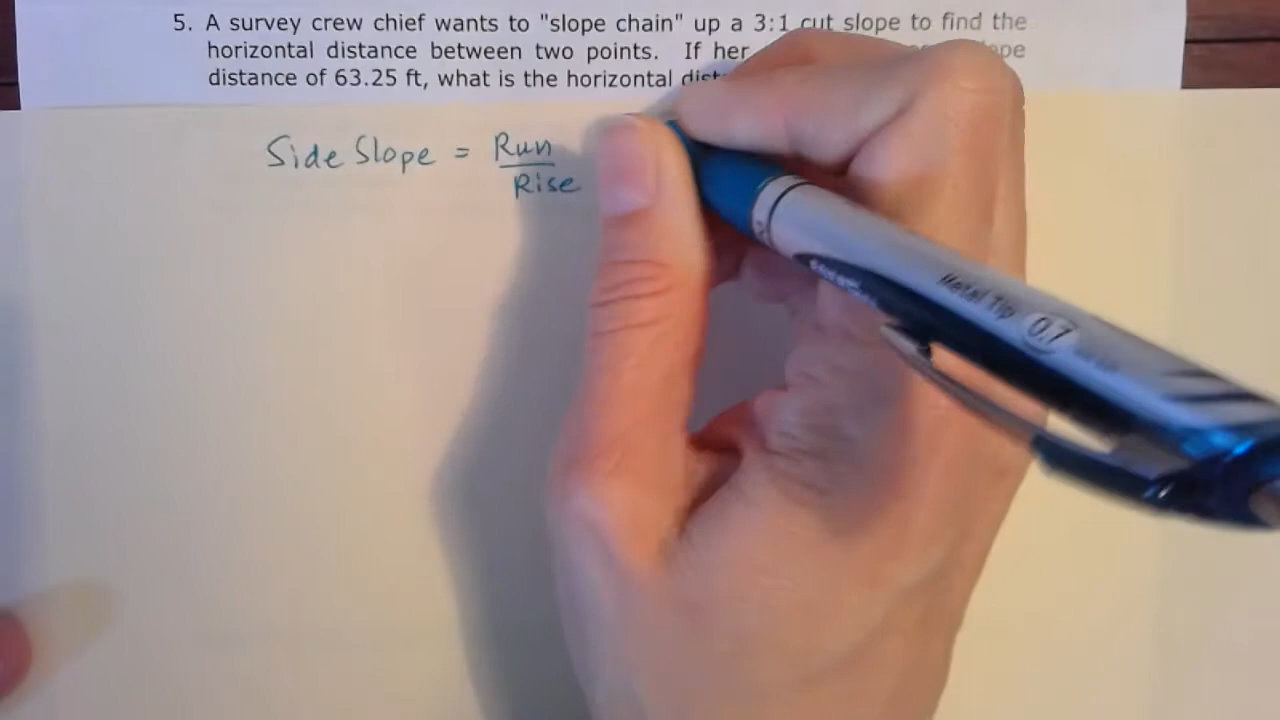 5. A survey crew chief wants to "slope chain" up a 3:1 cut slope to find the
horizontal distance between two points. If her
distance of 63.25 ft, what is the horizontal
Side Slope = Run
Rise
Metal Tip 0.7